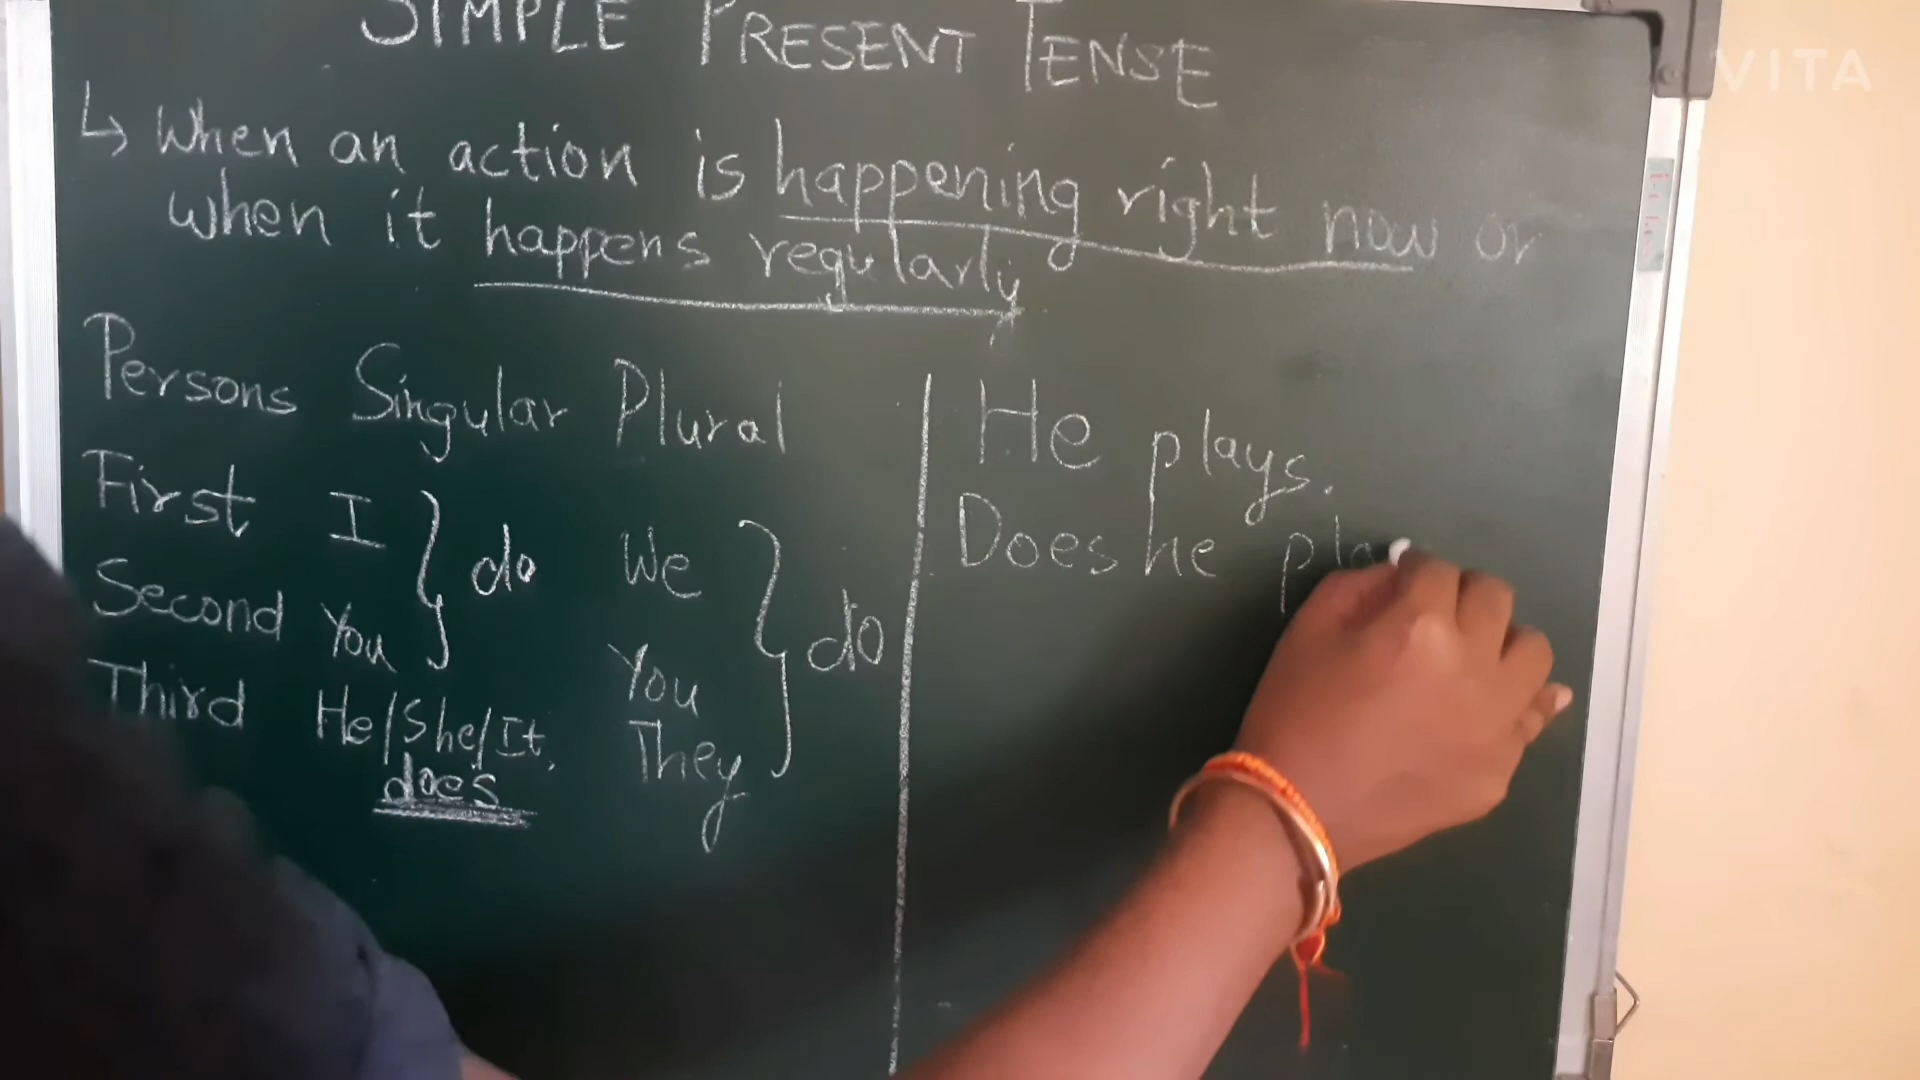 SIMPLE PRESENT TENSE
↳ When an action is happening right now or
when it happens regularly
Persons Singular Plural
First I } do We } do
Second You You
Third He/She/It, They
does
He plays.
Does he pla
VITA